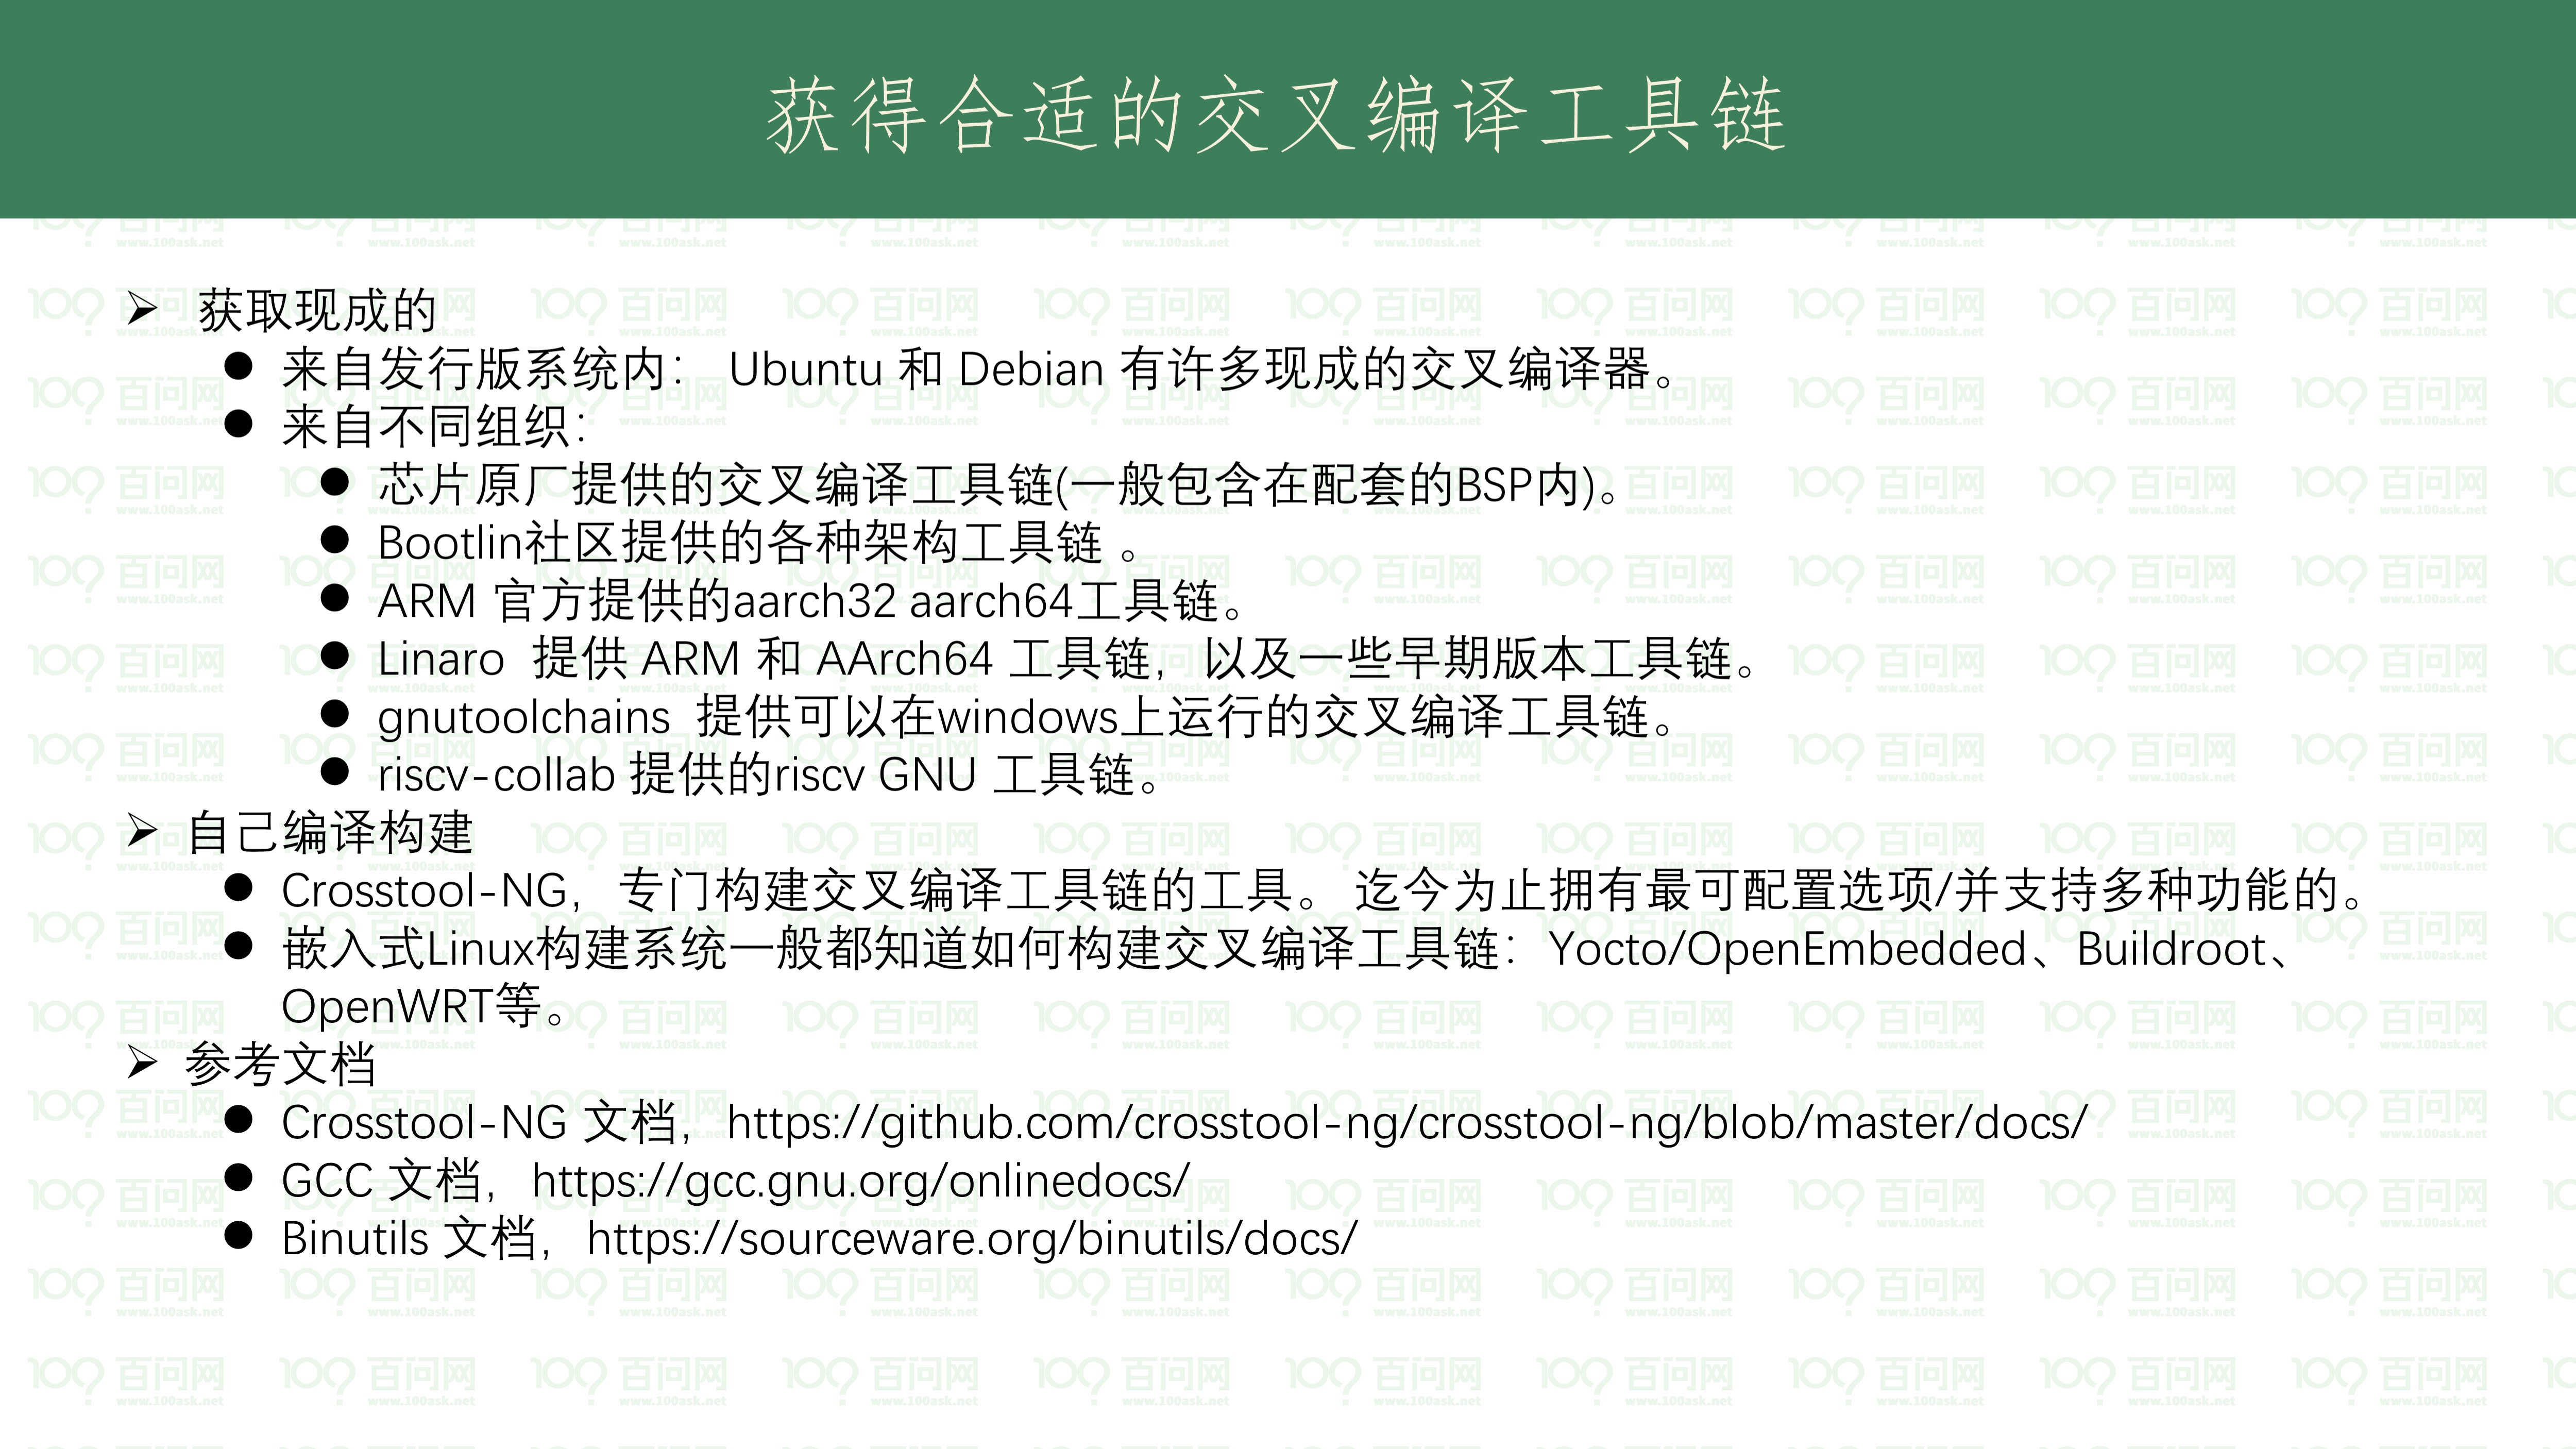 获得合适的交叉编译工具链
获取现成的
来自发行版系统内： Ubuntu 和 Debian 有许多现成的交叉编译器。
来自不同组织：
芯片原厂提供的交叉编译工具链(一般包含在配套的BSP内)。
Bootlin社区提供的各种架构工具链 。
ARM 官方提供的aarch32 aarch64工具链。
Linaro 提供 ARM 和 AArch64 工具链，以及一些早期版本工具链。
gnutoolchains 提供可以在windows上运行的交叉编译工具链。
riscv-collab 提供的riscv GNU 工具链。
自己编译构建
Crosstool-NG，专门构建交叉编译工具链的工具。 迄今为止拥有最可配置选项/并支持多种功能的。
嵌入式Linux构建系统一般都知道如何构建交叉编译工具链：Yocto/OpenEmbedded、Buildroot、
OpenWRT等。
参考文档
Crosstool-NG 文档，https://github.com/crosstool-ng/crosstool-ng/blob/master/docs/
GCC 文档，https://gcc.gnu.org/onlinedocs/
Binutils 文档，https://sourceware.org/binutils/docs/
百问网
www.100ask.net